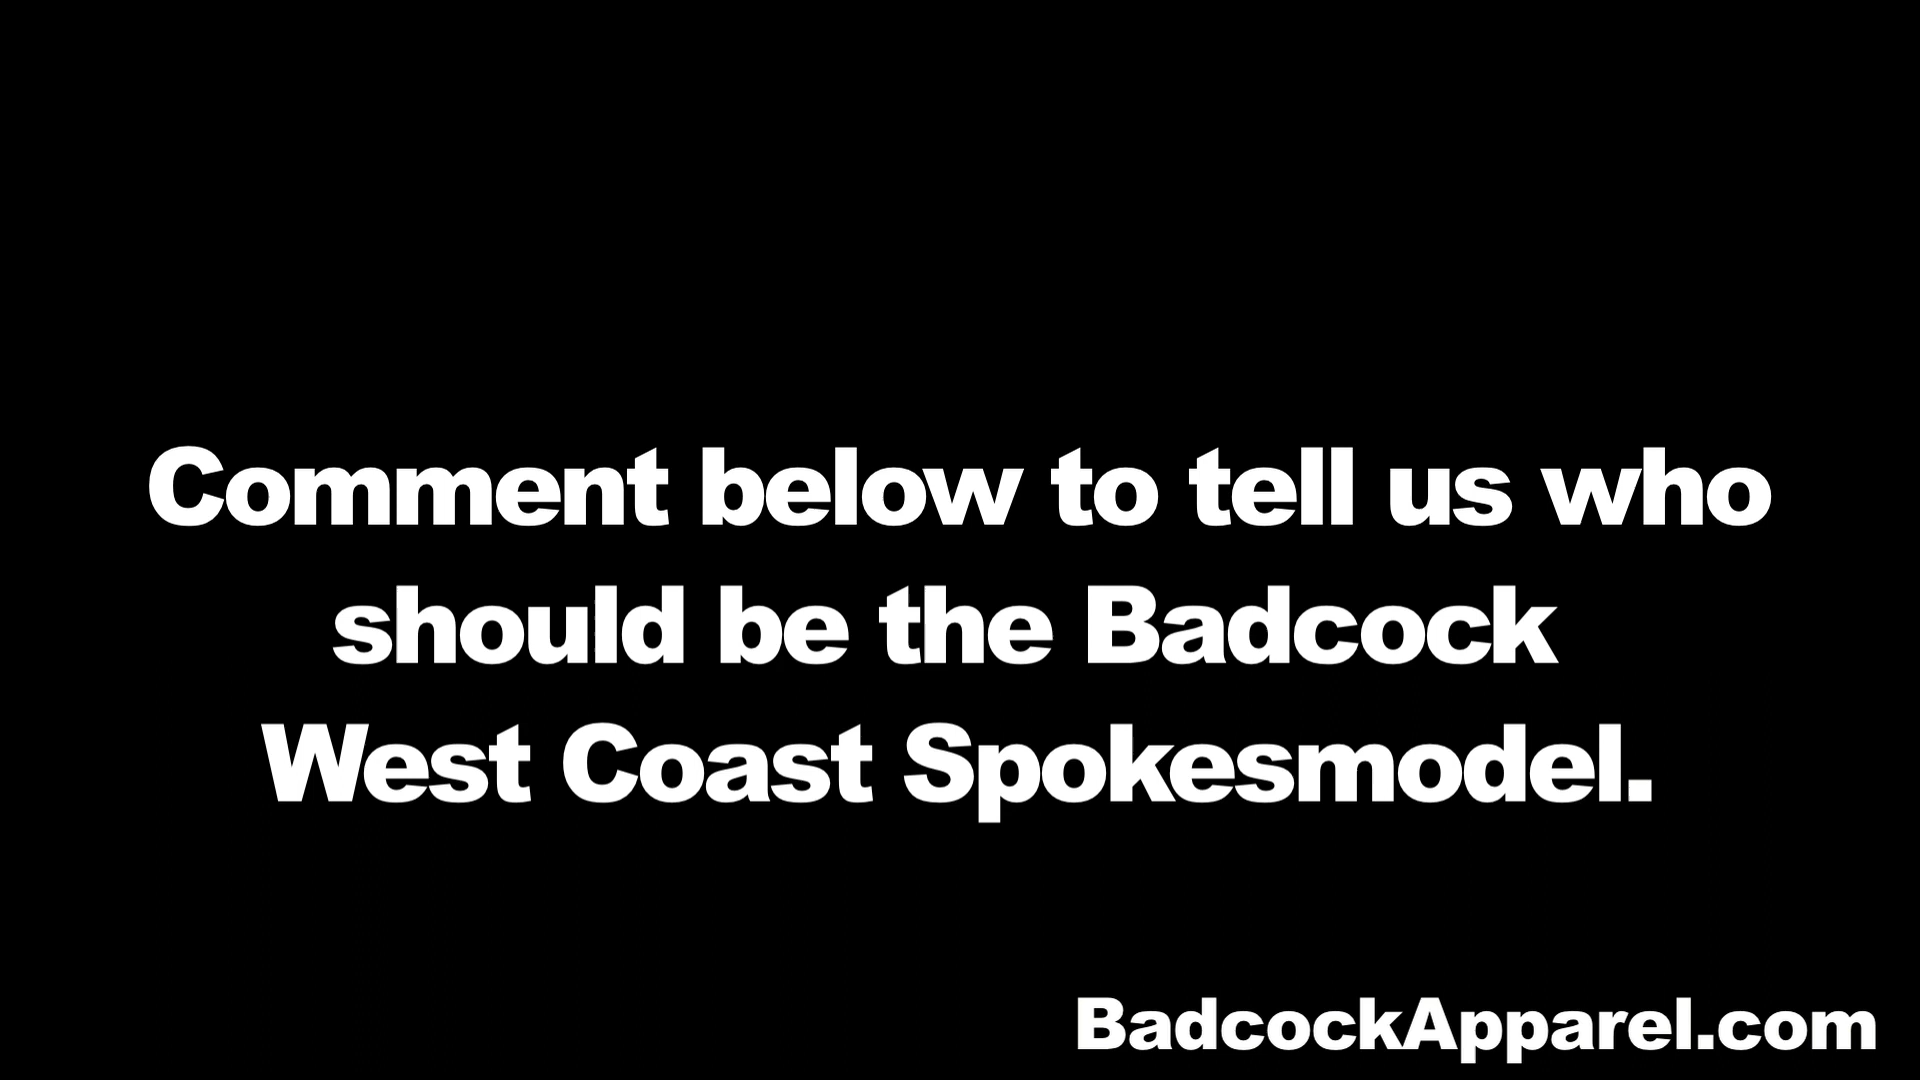 Comment below to tell us who
should be the Badcock
West Coast Spokesmodel.
BadcockApparel.com